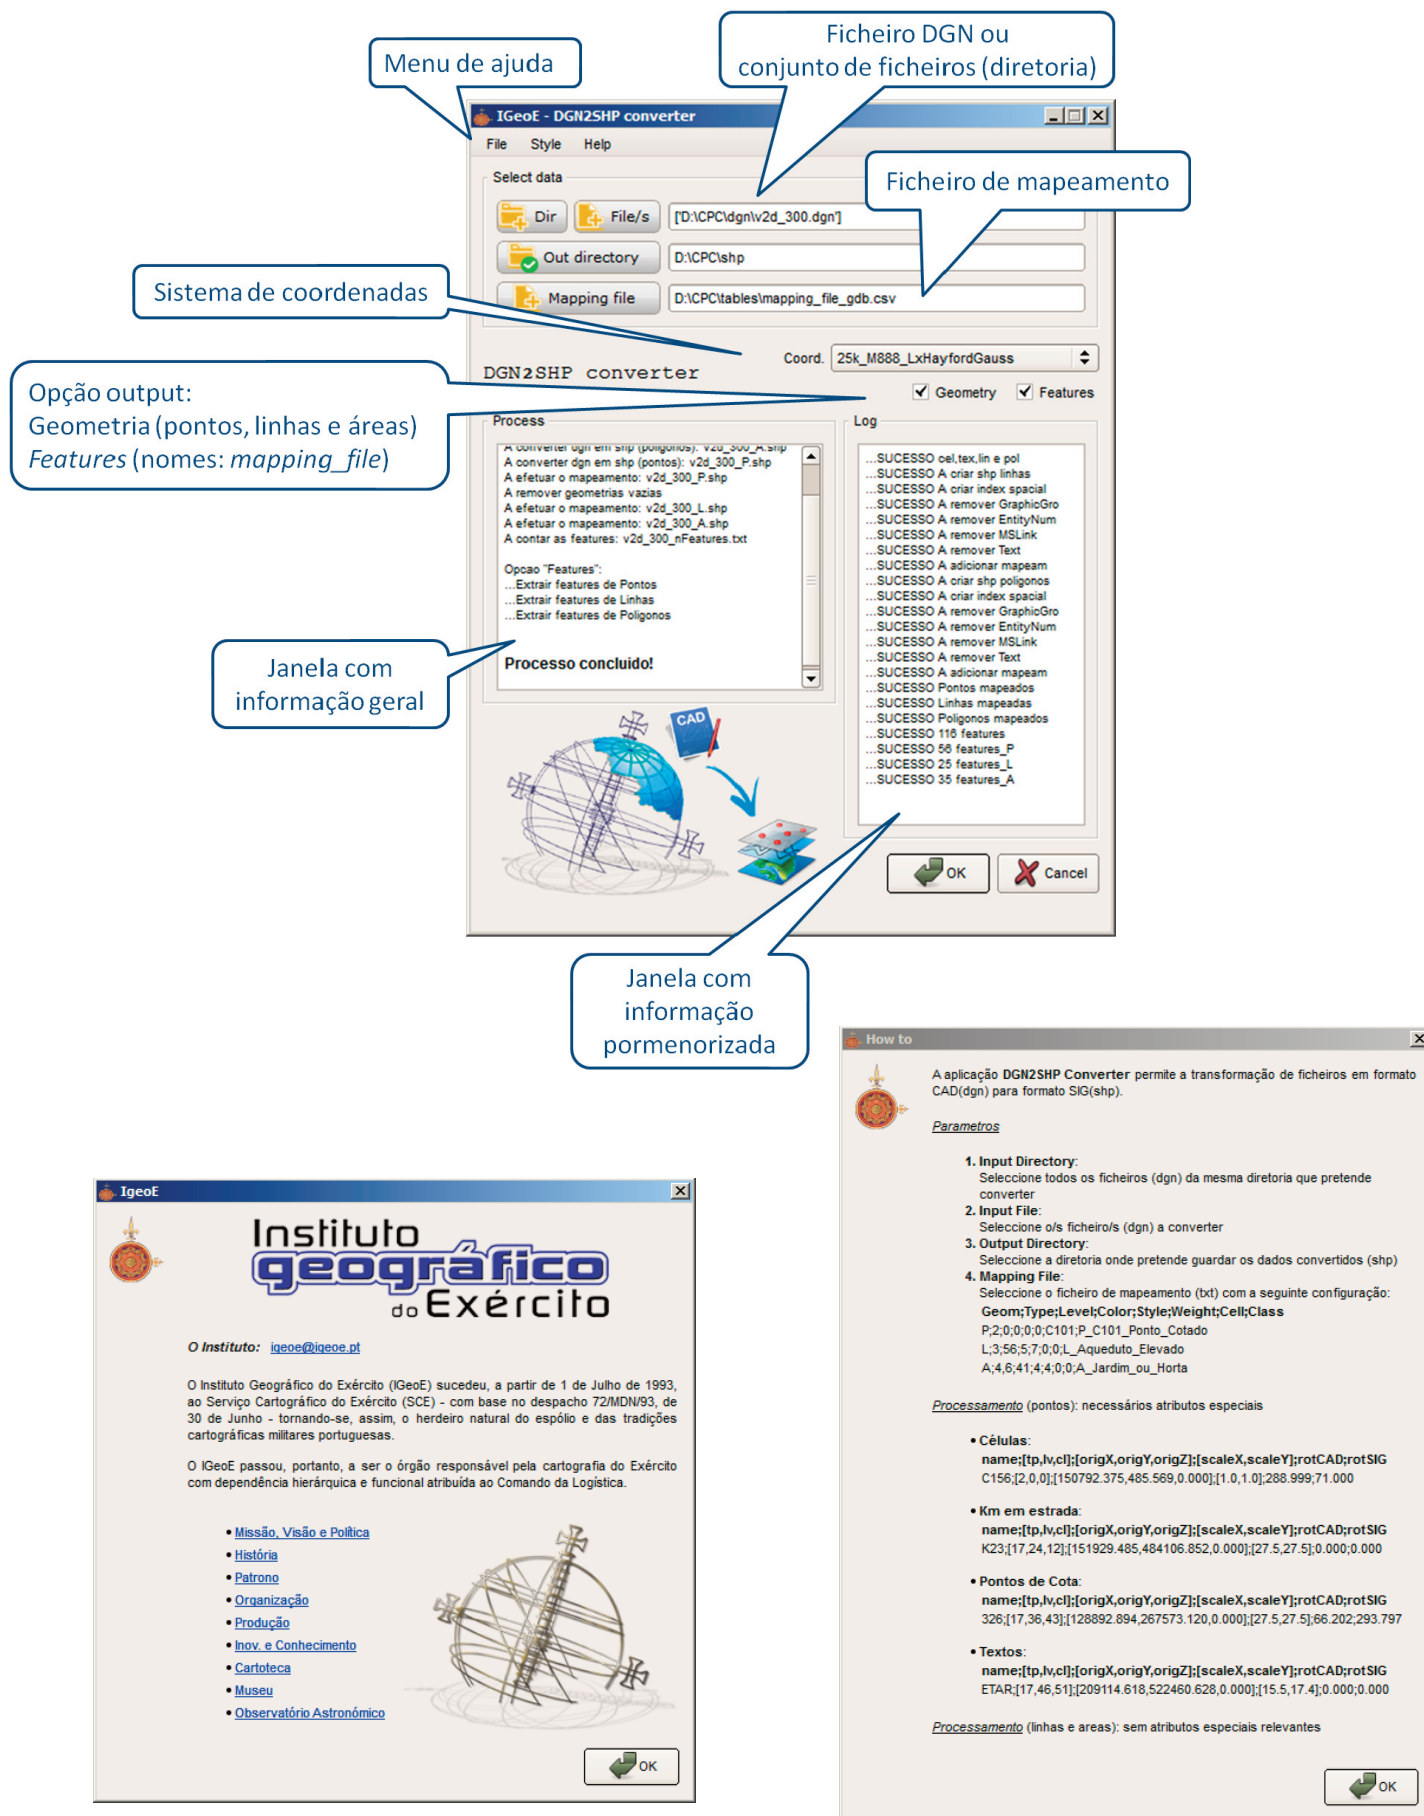 Ficheiro DGN ou
conjunto de ficheiros (diretoria)
Menu de ajuda
IGeoE - DGN2SHP converter
File Style Help
Select data
Ficheiro de mapeamento
Dir File/s ['D:\CPC\dgn\v2d_300.dgn']
Out directory D:\CPC\shp
Mapping file D:\CPC\tables\mapping_file_gdb.csv
Sistema de coordenadas
Coord. 25k_M888_LxHayfordGauss
DGN2SHP converter
Geometry Features
Opção output:
Geometria (pontos, linhas e áreas)
Features (nomes: mapping_file)
Process
A converter dgn em shp (poligonos): v2d_300_A.shp
A converter dgn em shp (pontos): v2d_300_P.shp
A efetuar o mapeamento: v2d_300_P.shp
A remover geometrias vazias
A efetuar o mapeamento: v2d_300_L.shp
A efetuar o mapeamento: v2d_300_A.shp
A contar as features: v2d_300_nFeatures.txt
Opcao "Features":
...Extrair features de Pontos
...Extrair features de Linhas
...Extrair features de Poligonos
Processo concluido!
Log
...SUCESSO cel,tex,lin e pol
...SUCESSO A criar shp linhas
...SUCESSO A criar index spacial
...SUCESSO A remover GraphicGro
...SUCESSO A remover EntityNum
...SUCESSO A remover MSLink
...SUCESSO A remover Text
...SUCESSO A adicionar mapeam
...SUCESSO A criar shp poligonos
...SUCESSO A criar index spacial
...SUCESSO A remover GraphicGro
...SUCESSO A remover EntityNum
...SUCESSO A remover MSLink
...SUCESSO A remover Text
...SUCESSO A adicionar mapeam
...SUCESSO Pontos mapeados
...SUCESSO Linhas mapeadas
...SUCESSO Poligonos mapeados
...SUCESSO 116 features
...SUCESSO 56 features_P
...SUCESSO 25 features_L
...SUCESSO 35 features_A
Janela com
informação geral
CAD
OK Cancel
Janela com
informação
pormenorizada
How to
A aplicação DGN2SHP Converter permite a transformação de ficheiros em formato
CAD(dgn) para formato SIG(shp).
Parametros
1. Input Directory:
Seleccione todos os ficheiros (dgn) da mesma diretoria que pretende
converter
2. Input File:
Seleccione o/s ficheiro/s (dgn) a converter
3. Output Directory:
Seleccione a diretoria onde pretende guardar os dados convertidos (shp)
4. Mapping File:
Seleccione o ficheiro de mapeamento (txt) com a seguinte configuração:
Geom;Type;Level;Color;Style;Weight;Cell;Class
P;2;0;0;0;0;C101;P_C101_Ponto_Cotado
L;3;56;5;7;0;0;L_Aqueduto_Elevado
A;4,6;41;4;4;0;0;A_Jardim_ou_Horta
Processamento (pontos): necessários atributos especiais
• Células:
name;[tp,lv,cl];[origX,origY,origZ];[scaleX,scaleY];rotCAD;rotSIG
C156;[2,0,0];[150792.375,485.569,0.000];[1.0,1.0];288.999;71.000
• Km em estrada:
name;[tp,lv,cl];[origX,origY,origZ];[scaleX,scaleY];rotCAD;rotSIG
K23;[17,24,12];[151929.485,484106.852,0.000];[27.5,27.5];0.000;0.000
• Pontos de Cota:
name;[tp,lv,cl];[origX,origY,origZ];[scaleX,scaleY];rotCAD;rotSIG
326;[17,36,43];[128892.894,267573.120,0.000];[27.5,27.5];66.202;293.797
• Textos:
name;[tp,lv,cl];[origX,origY,origZ];[scaleX,scaleY];rotCAD;rotSIG
ETAR;[17,46,51];[209114.618,522460.628,0.000];[15.5,17.4];0.000;0.000
Processamento (linhas e areas): sem atributos especiais relevantes
OK
IgeoE
Instituto
geográfico
do Exército
O Instituto: igeoe@igeoe.pt
O Instituto Geográfico do Exército (IGeoE) sucedeu, a partir de 1 de Julho de 1993,
ao Serviço Cartográfico do Exército (SCE) - com base no despacho 72/MDN/93, de
30 de Junho - tornando-se, assim, o herdeiro natural do espólio e das tradições
cartográficas militares portuguesas.
O IGeoE passou, portanto, a ser o órgão responsável pela cartografia do Exército
com dependência hierárquica e funcional atribuída ao Comando da Logística.
• Missão, Visão e Política
• História
• Patrono
• Organização
• Produção
• Inov. e Conhecimento
• Cartoteca
• Museu
• Observatório Astronómico
OK